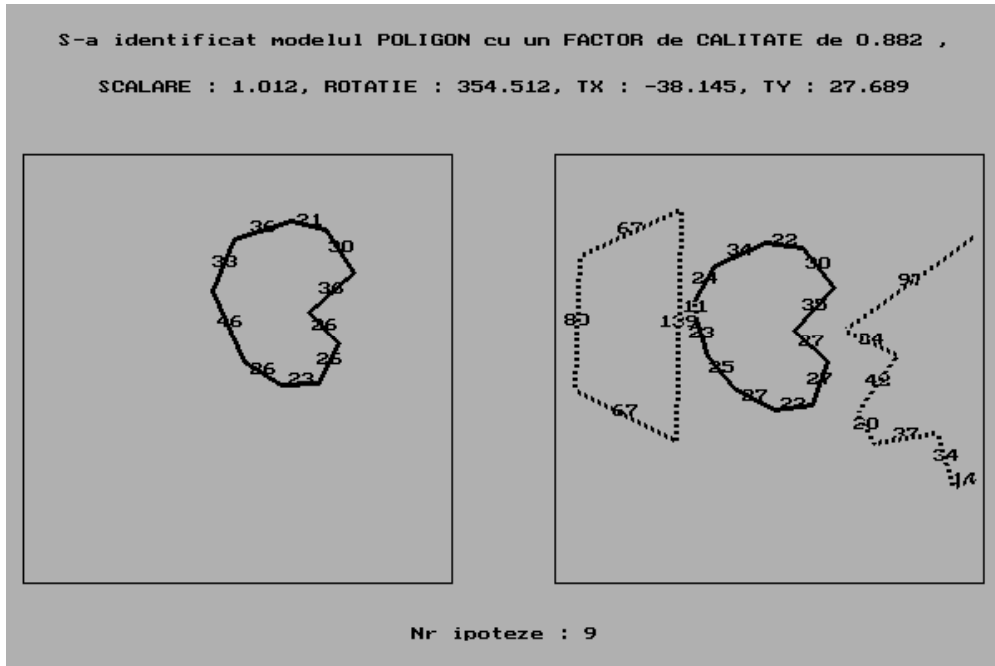 S-a identificat modelul POLIGON cu un FACTOR de CALITATE de 0.882 ,
SCALARE : 1.012, ROTATIE : 354.512, TX : -38.145, TY : 27.689
36 21
33 30
36
46 26
26 23 25
67 34 22
24 30 97
11 35
80 139 23 27 84
25 27 42
67 27 22 20 37
34
14
Nr ipoteze : 9